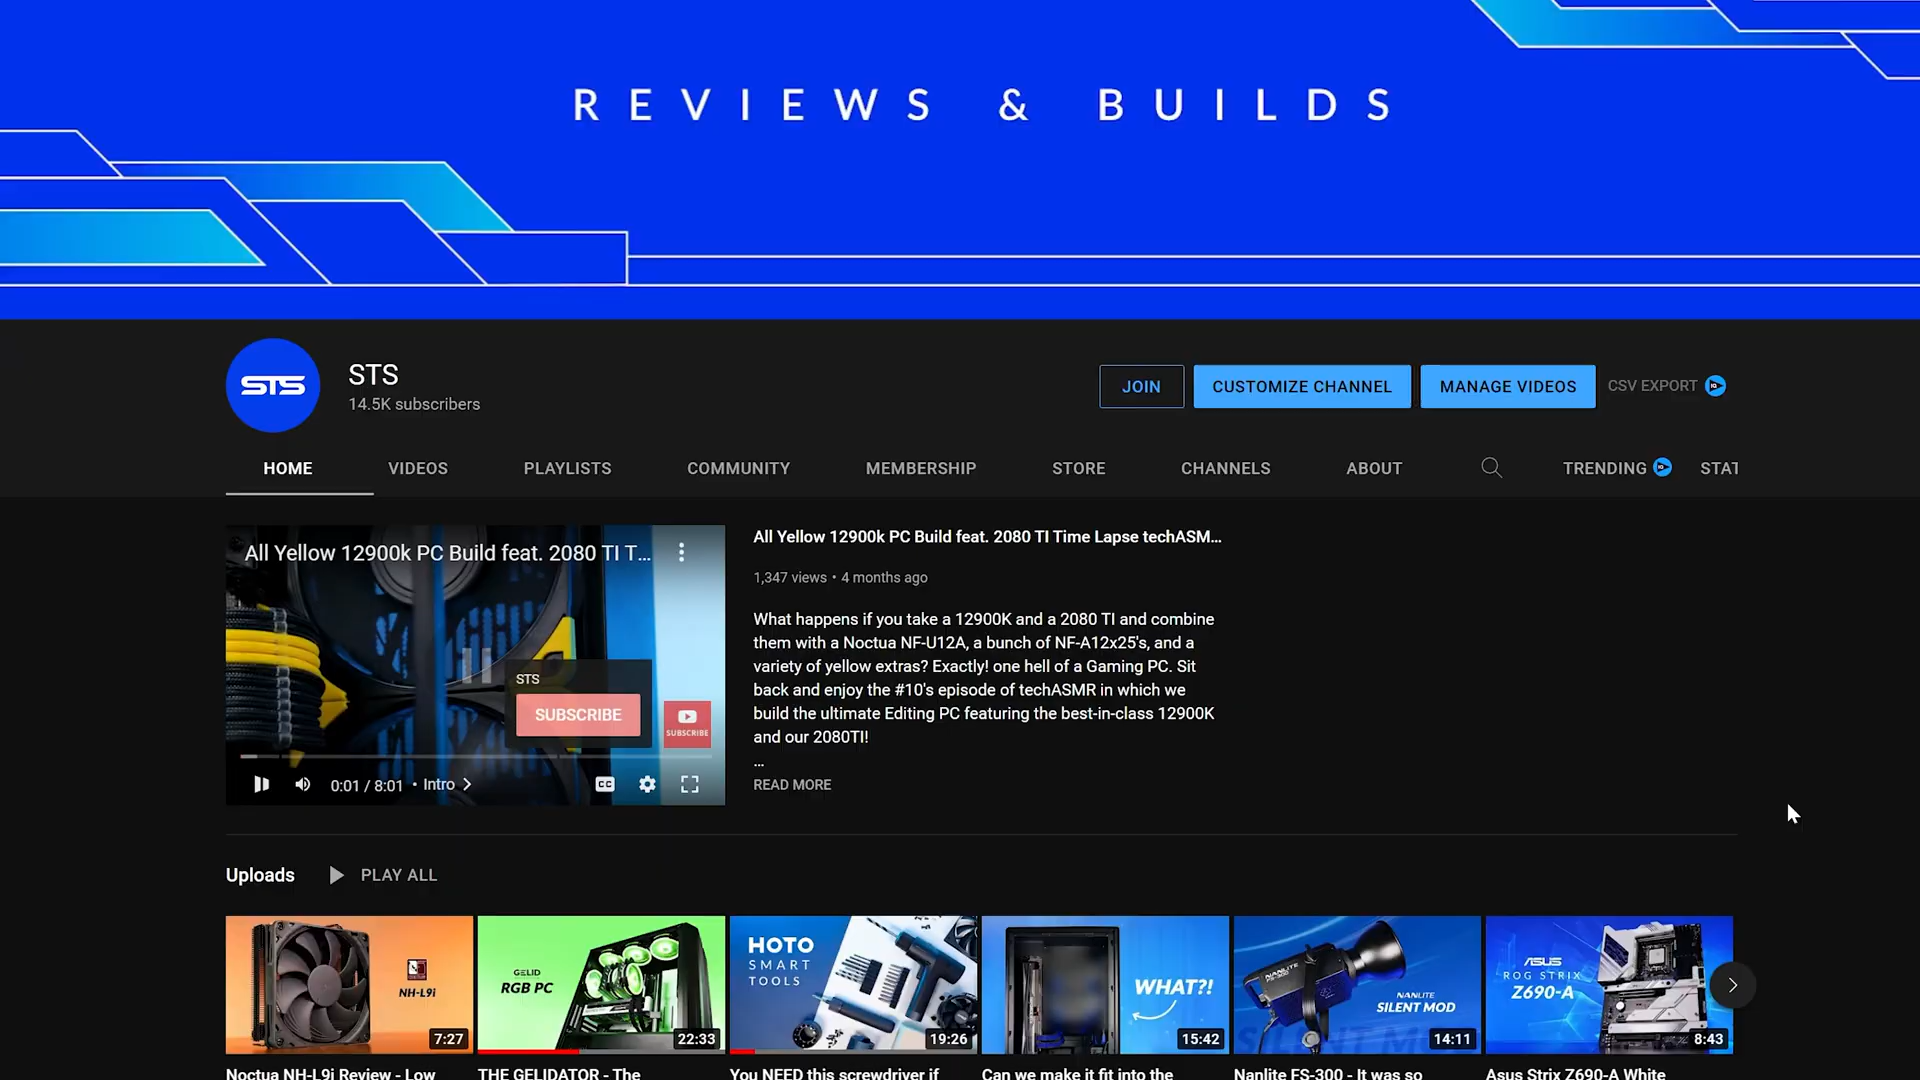 REVIEWS & BUILDS
STS
STS
14.5K subscribers
JOIN
CUSTOMIZE CHANNEL
MANAGE VIDEOS
CSV EXPORT
HOME
VIDEOS
PLAYLISTS
COMMUNITY
MEMBERSHIP
STORE
CHANNELS
ABOUT
TRENDING
STAT
All Yellow 12900k PC Build feat. 2080 TI T...
STS
SUBSCRIBE
SUBSCRIBE
0:01 / 8:01 • Intro
CC
All Yellow 12900k PC Build feat. 2080 TI Time Lapse techASM...
1,347 views • 4 months ago
What happens if you take a 12900K and a 2080 TI and combine
them with a Noctua NF-U12A, a bunch of NF-A12x25's, and a
variety of yellow extras? Exactly! one hell of a Gaming PC. Sit
back and enjoy the #10's episode of techASMR in which we
build the ultimate Editing PC featuring the best-in-class 12900K
and our 2080TI!
...
READ MORE
Uploads
PLAY ALL
NH-L9i
7:27
GELID
RGB PC
22:33
HOTO
SMART
TOOLS
19:26
WHAT?!
15:42
NANLITE
NANLITE
SILENT MOD
14:11
ASUS
ROG STRIX
Z690-A
8:43
Noctua NH-L9i Review - Low
THE GELIDATOR - The
You NEED this screwdriver if
Can we make it fit into the
Nanlite FS-300 - It was so
Asus Strix Z690-A White